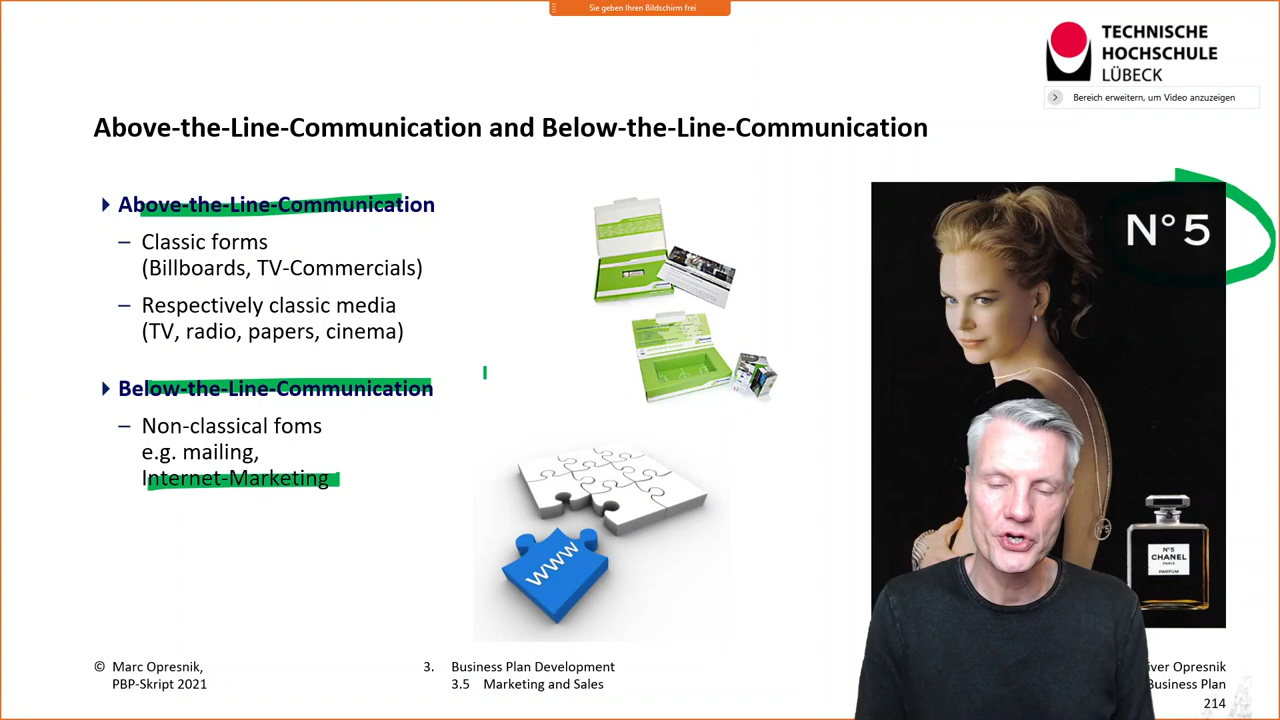 Sie geben Ihren Bildschirm frei
TECHNISCHE
HOCHSCHULE
LÜBECK
Bereich erweitern, um Video anzuzeigen
Above-the-Line-Communication and Below-the-Line-Communication
Above-the-Line-Communication
– Classic forms
(Billboards, TV-Commercials)
– Respectively classic media
(TV, radio, papers, cinema)
Below-the-Line-Communication
– Non-classical foms
e.g. mailing,
Internet-Marketing
www
N°5
N°5
N°5
CHANEL
PARIS
PARFUM
© Marc Opresnik,
PBP-Skript 2021
3. Business Plan Development
3.5 Marketing and Sales
iver Opresnik
Business Plan
214